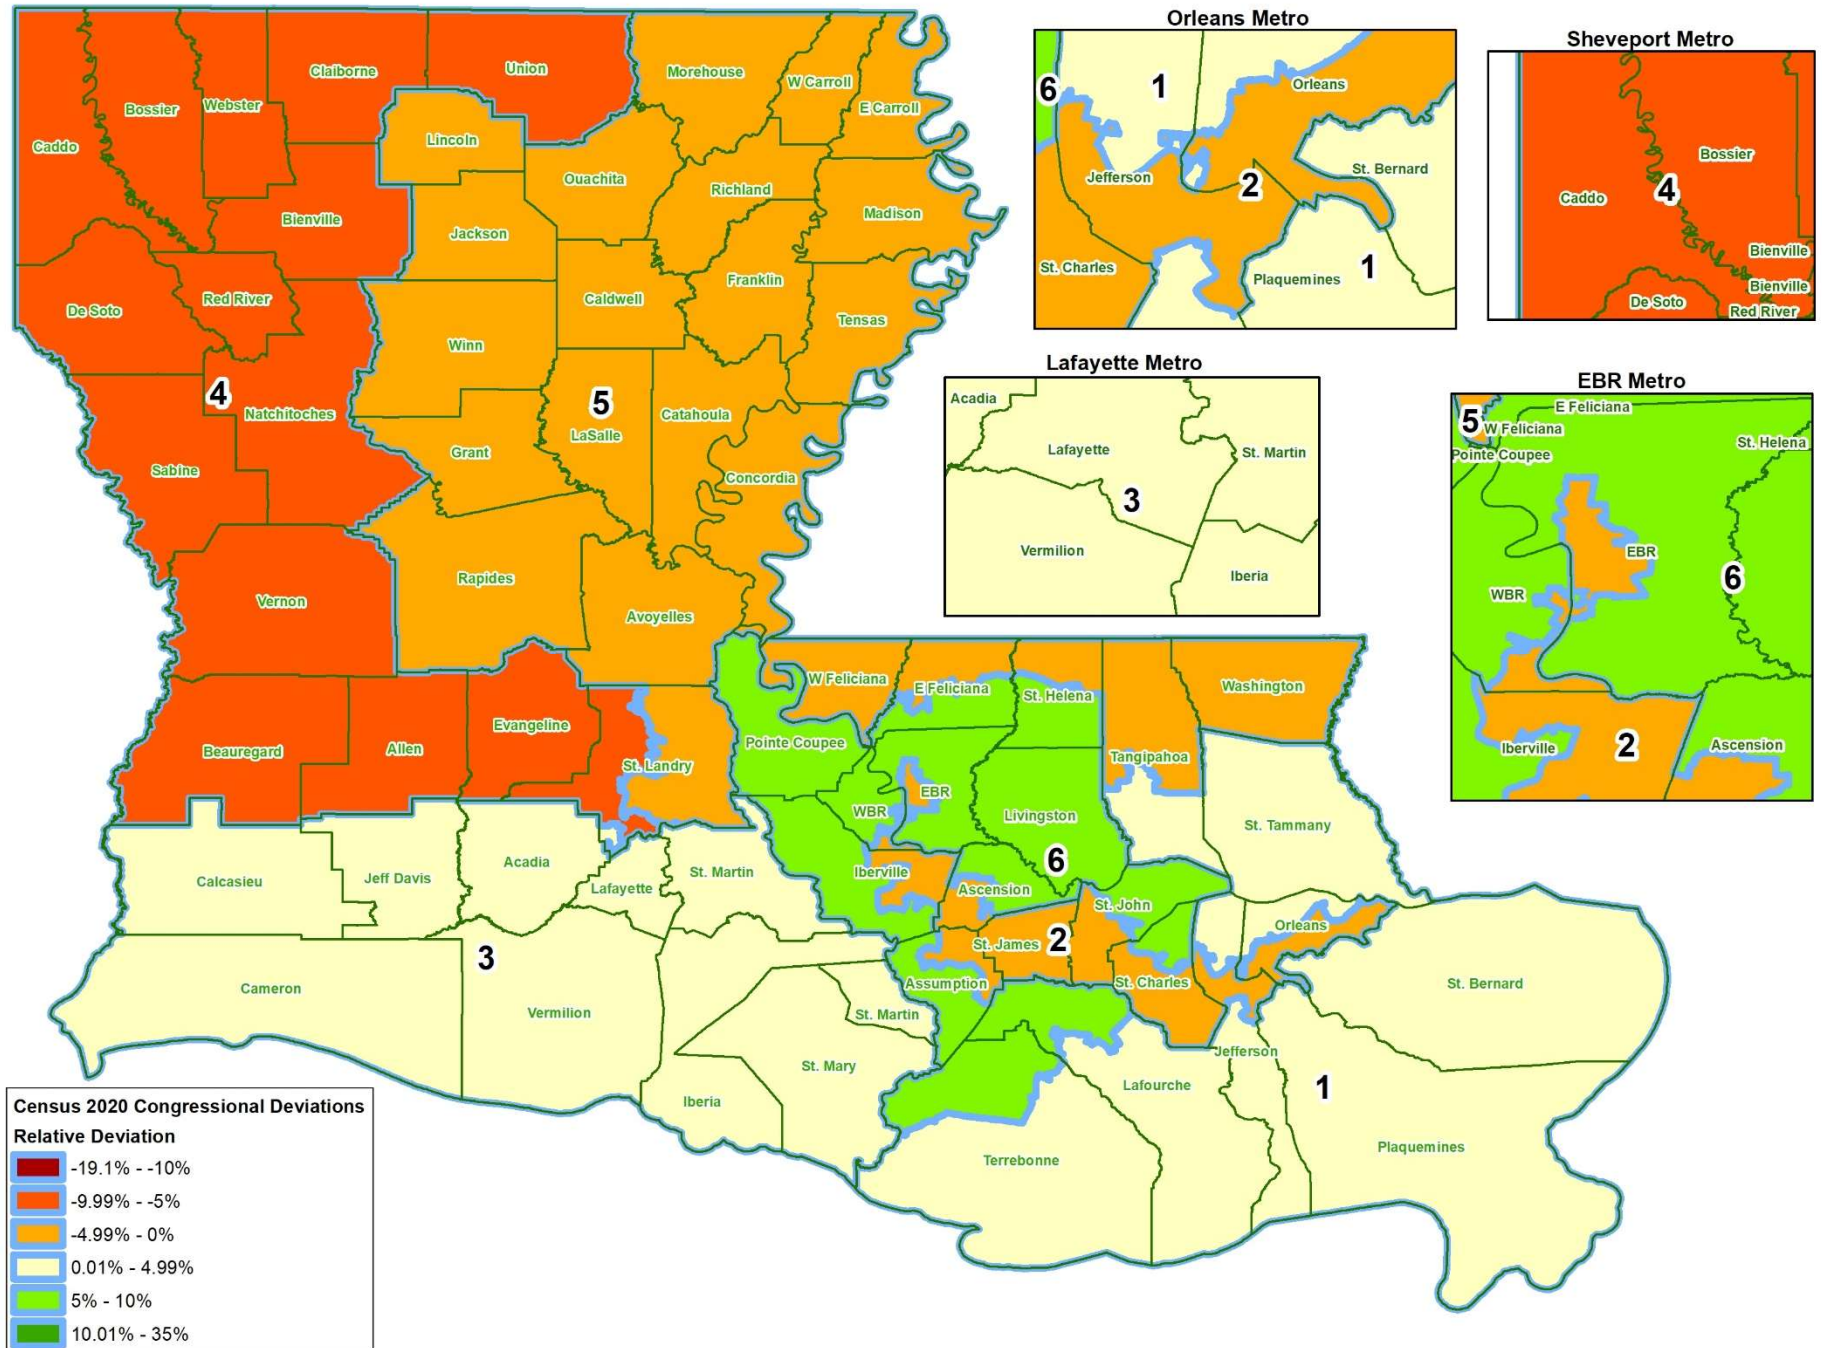 Orleans Metro
Sheveport Metro
Claiborne
Union
Morehouse
W Carroll
Bossier
Webster
E Carroll
Caddo
Lincoln
Ouachita
Richland
Bienville
Madison
Jackson
Franklin
De Soto
Red River
Caldwell
Tensas
Winn
4
Natchitoches
5
LaSalle
Catahoula
Sabine
Grant
Concordia
Rapides
Vernon
Avoyelles
W Feliciana
E Feliciana
St. Helena
Washington
Beauregard
Allen
Evangeline
Pointe Coupee
Tangipahoa
St. Landry
EBR
WBR
Livingston
St. Tammany
6
Calcasieu
Jeff Davis
Acadia
Lafayette
St. Martin
Iberville
Ascension
St. John
Orleans
St. James
2
3
Cameron
Vermilion
St. Martin
Assumption
St. Charles
St. Bernard
Jefferson
St. Mary
Iberia
Lafourche
1
Terrebonne
Plaquemines
6
1
Orleans
Jefferson
2
St. Bernard
St. Charles
Plaquemines
1
Bossier
4
Caddo
Bienville
Bienville
De Soto
Red River
Lafayette Metro
Acadia
Lafayette
St. Martin
3
Vermilion
Iberia
EBR Metro
E Feliciana
5
W Feliciana
St. Helena
Pointe Coupee
EBR
6
WBR
Iberville
2
Ascension
Census 2020 Congressional Deviations
Relative Deviation
-19.1% - -10%
-9.99% - -5%
-4.99% - 0%
0.01% - 4.99%
5% - 10%
10.01% - 35%